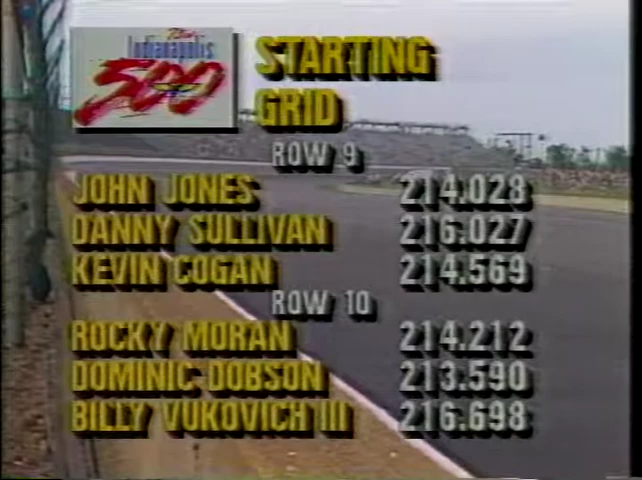 The
Indianapolis
500
STARTING
GRID
ROW 9
JOHN JONES 214.028
DANNY SULLIVAN 216.027
KEVIN COGAN 214.569
ROW 10
ROCKY MORAN 214.212
DOMINIC DOBSON 213.590
BILLY VUKOVICH III 216.698